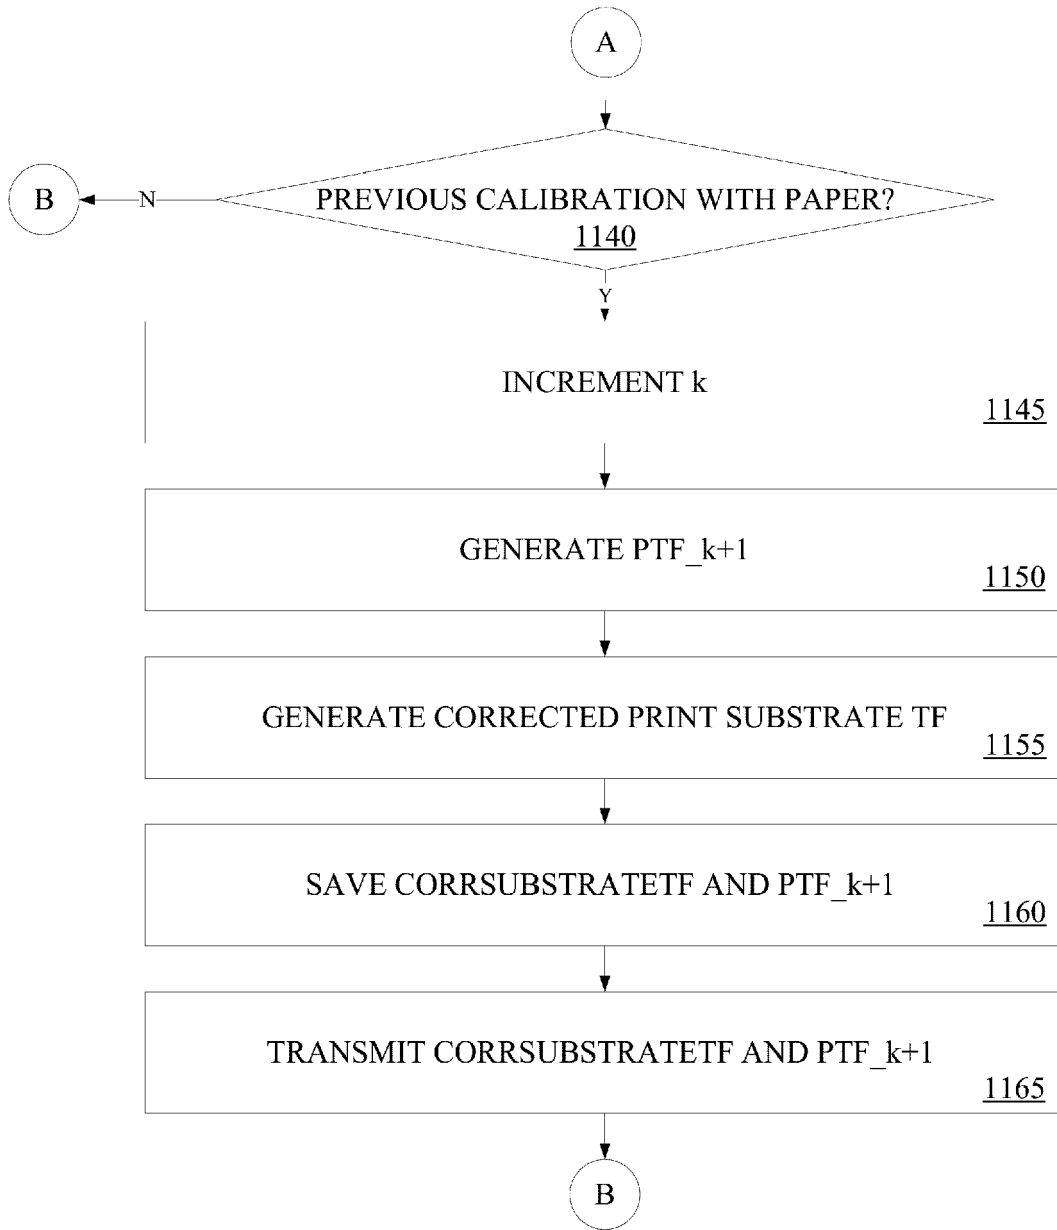 A
PREVIOUS CALIBRATION WITH PAPER?
1140
B
N
Y
INCREMENT k
1145
GENERATE PTF_k+1
1150
GENERATE CORRECTED PRINT SUBSTRATE TF
1155
SAVE CORRSUBSTRATETF AND PTF_k+1
1160
TRANSMIT CORRSUBSTRATETF AND PTF_k+1
1165
B